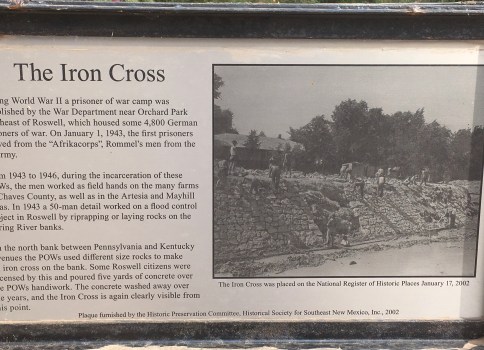 The Iron Cross
ng World War II a prisoner of war camp was
blished by the War Department near Orchard Park
heast of Roswell, which housed some 4,800 German
oners of war. On January 1, 1943, the first prisoners
ved from the "Afrikacorps", Rommel's men from the
rmy.
m 1943 to 1946, during the incarceration of these
Ws, the men worked as field hands on the many farms
Chaves County, as well as in the Artesia and Mayhill
as. In 1943 a 50-man detail worked on a flood control
ject in Roswell by riprapping or laying rocks on the
ring River banks.
the north bank between Pennsylvania and Kentucky
enues the POWs used different size rocks to make
iron cross on the bank. Some Roswell citizens were
censed by this and poured five yards of concrete over
e POWs handiwork. The concrete washed away over
e years, and the Iron Cross is again clearly visible from
is point.
The Iron Cross was placed on the National Register of Historic Places January 17, 2002
Plaque furnished by the Historic Preservation Committee, Historical Society for Southeast New Mexico, Inc., 2002